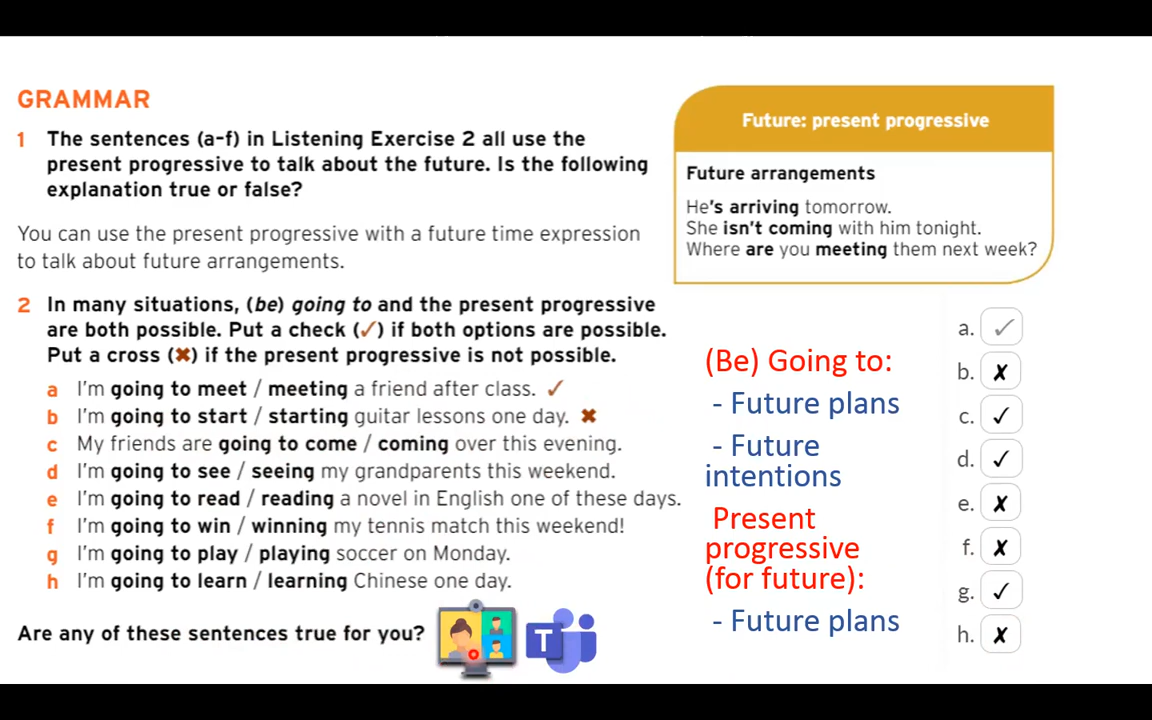 GRAMMAR
1 The sentences (a–f) in Listening Exercise 2 all use the
present progressive to talk about the future. Is the following
explanation true or false?
You can use the present progressive with a future time expression
to talk about future arrangements.
2 In many situations, (be) going to and the present progressive
are both possible. Put a check (✓) if both options are possible.
Put a cross (✖) if the present progressive is not possible.
a I'm going to meet / meeting a friend after class. ✓
b I'm going to start / starting guitar lessons one day. ✖
c My friends are going to come / coming over this evening.
d I'm going to see / seeing my grandparents this weekend.
e I'm going to read / reading a novel in English one of these days.
f I'm going to win / winning my tennis match this weekend!
g I'm going to play / playing soccer on Monday.
h I'm going to learn / learning Chinese one day.
Are any of these sentences true for you?
T
Future: present progressive
Future arrangements
He's arriving tomorrow.
She isn't coming with him tonight.
Where are you meeting them next week?
(Be) Going to:
- Future plans
- Future
intentions
Present
progressive
(for future):
- Future plans
a. ✓
b. ✗
c. ✓
d. ✓
e. ✗
f. ✗
g. ✓
h. ✗